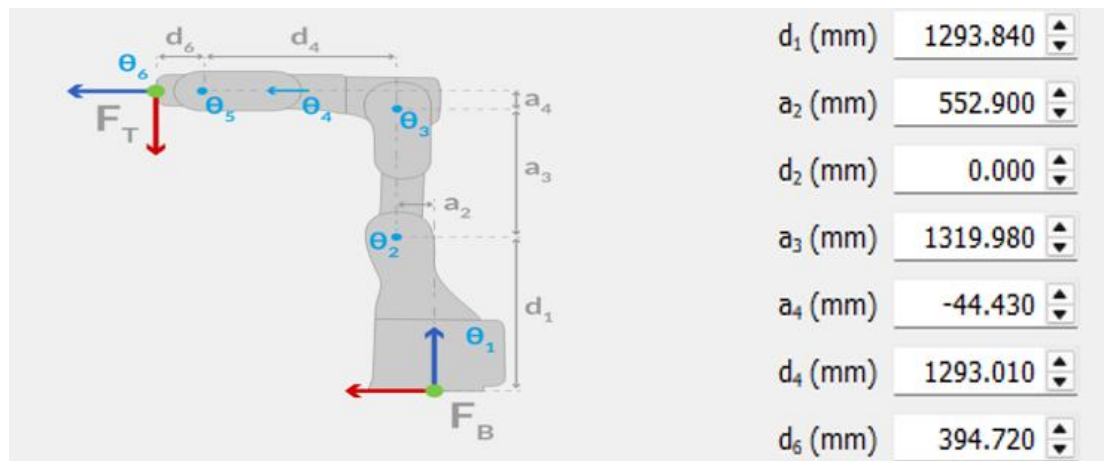 d₆ d₄
θ₆
θ₅ θ₄ a₄
F_T θ₃
a₃
a₂
θ₂
d₁
θ₁
F_B
d₁ (mm) 1293.840
a₂ (mm) 552.900
d₂ (mm) 0.000
a₃ (mm) 1319.980
a₄ (mm) -44.430
d₄ (mm) 1293.010
d₆ (mm) 394.720